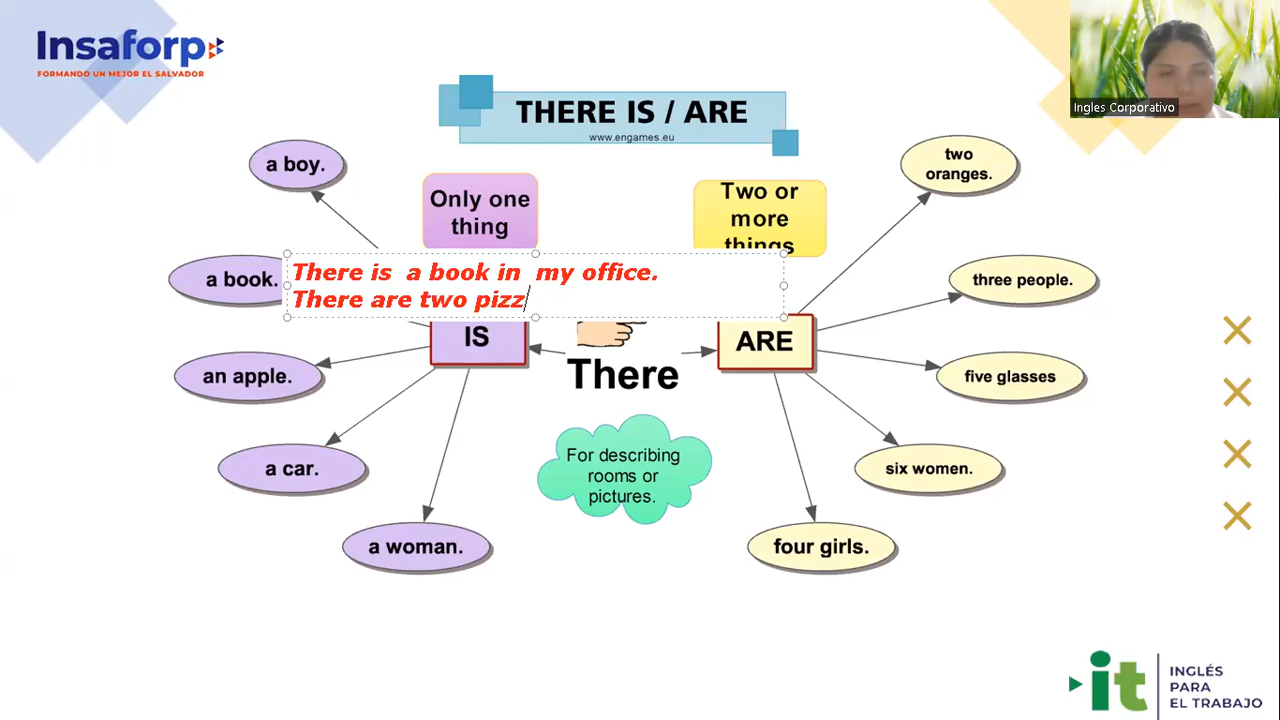 Insaforp
FORMANDO UN MEJOR EL SALVADOR
Ingles Corporativo
THERE IS / ARE
www.engames.eu
a boy.
Only one
thing
Two or
more
things
two
oranges.
a book.
There is  a book in  my office.
There are two pizz
three people.
IS
ARE
There
an apple.
five glasses
For describing
rooms or
pictures.
a car.
six women.
a woman.
four girls.
it
INGLÉS
PARA
EL TRABAJO